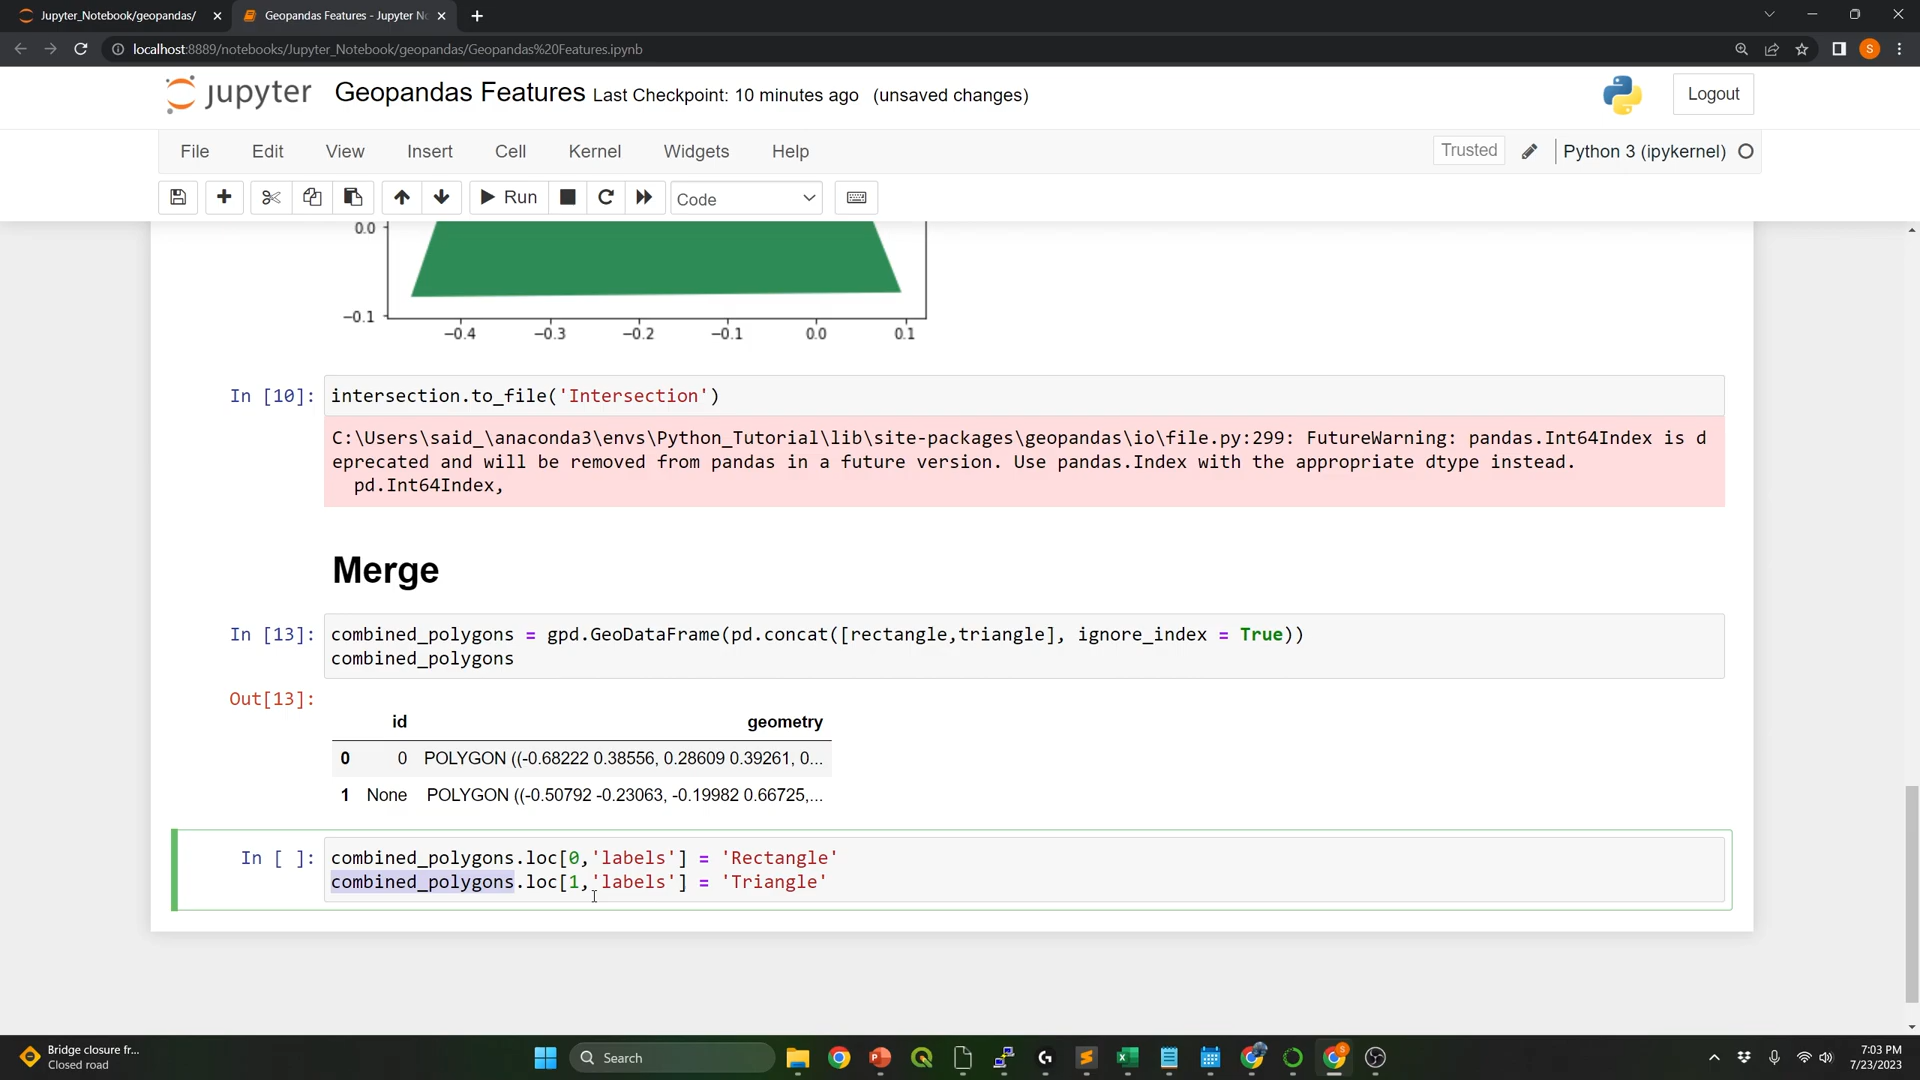 Jupyter_Notebook/geopandas/
Geopandas Features - Jupyter No
localhost:8889/notebooks/Jupyter_Notebook/geopandas/Geopandas%20Features.ipynb
S
jupyter Geopandas Features Last Checkpoint: 10 minutes ago (unsaved changes)
Logout
File Edit View Insert Cell Kernel Widgets Help
Trusted
Python 3 (ipykernel)
Run
Code
0.0
−0.1
−0.4 −0.3 −0.2 −0.1 0.0 0.1
In [10]: intersection.to_file('Intersection')
C:\Users\said_\anaconda3\envs\Python_Tutorial\lib\site-packages\geopandas\io\file.py:299: FutureWarning: pandas.Int64Index is d
eprecated and will be removed from pandas in a future version. Use pandas.Index with the appropriate dtype instead.
pd.Int64Index,
Merge
In [13]: combined_polygons = gpd.GeoDataFrame(pd.concat([rectangle,triangle], ignore_index = True))
combined_polygons
Out[13]:
id geometry
0 0 POLYGON ((-0.68222 0.38556, 0.28609 0.39261, 0...
1 None POLYGON ((-0.50792 -0.23063, -0.19982 0.66725,...
In [ ]: combined_polygons.loc[0,'labels'] = 'Rectangle'
combined_polygons.loc[1,'labels'] = 'Triangle'
Bridge closure fr...
Closed road
Search
7:03 PM
7/23/2023